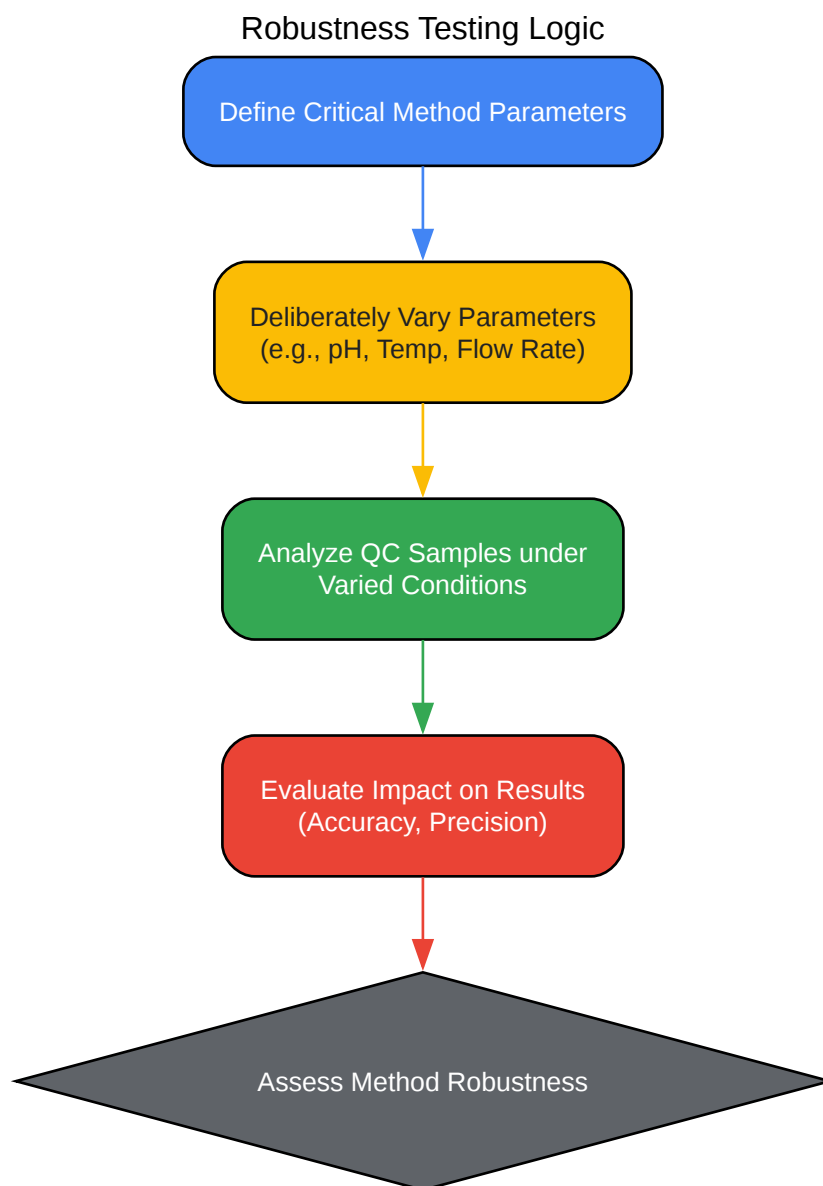 Robustness Testing Logic
Define Critical Method Parameters
Deliberately Vary Parameters
(e.g., pH, Temp, Flow Rate)
Analyze QC Samples under
Varied Conditions
Evaluate Impact on Results
(Accuracy, Precision)
Assess Method Robustness